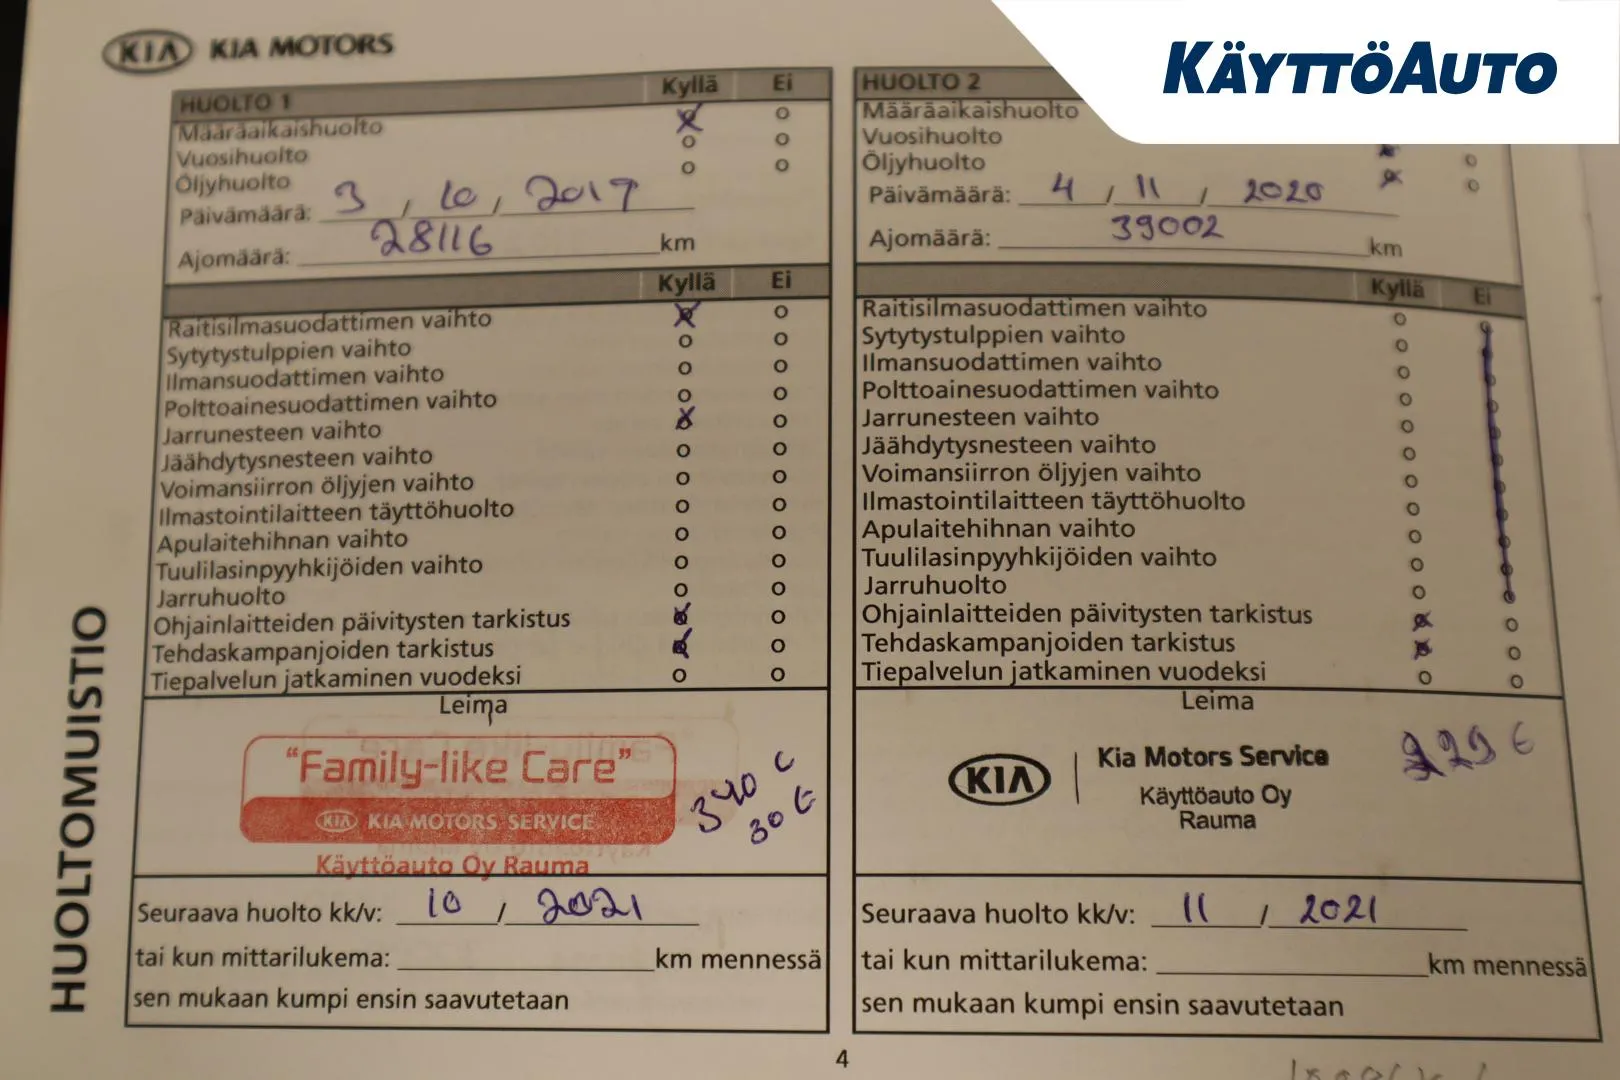 KIA KIA MOTORS
KÄYTTÖAUTO
HUOLTO 1 Kyllä Ei
Määräaikaishuolto
Vuosihuolto
Öljyhuolto
Päivämäärä: 3 / 10 / 2019
Ajomäärä: 28116 km
Kyllä Ei
Raitisilmasuodattimen vaihto
Sytytystulppien vaihto
Ilmansuodattimen vaihto
Polttoainesuodattimen vaihto
Jarrunesteen vaihto
Jäähdytysnesteen vaihto
Voimansiirron öljyjen vaihto
Ilmastointilaitteen täyttöhuolto
Apulaitehihnan vaihto
Tuulilasinpyyhkijöiden vaihto
Jarruhuolto
Ohjainlaitteiden päivitysten tarkistus
Tehdaskampanjoiden tarkistus
Tiepalvelun jatkaminen vuodeksi
Leima
"Family-like Care"
KIA KIA MOTORS SERVICE
Käyttöauto Oy Rauma
340 €
30 €
Seuraava huolto kk/v: 10 / 2021
tai kun mittarilukema: km mennessä
sen mukaan kumpi ensin saavutetaan
HUOLTO 2
Määräaikaishuolto
Vuosihuolto
Öljyhuolto
Päivämäärä: 4 / 11 / 2020
Ajomäärä: 39002 km
Kyllä Ei
Raitisilmasuodattimen vaihto
Sytytystulppien vaihto
Ilmansuodattimen vaihto
Polttoainesuodattimen vaihto
Jarrunesteen vaihto
Jäähdytysnesteen vaihto
Voimansiirron öljyjen vaihto
Ilmastointilaitteen täyttöhuolto
Apulaitehihnan vaihto
Tuulilasinpyyhkijöiden vaihto
Jarruhuolto
Ohjainlaitteiden päivitysten tarkistus
Tehdaskampanjoiden tarkistus
Tiepalvelun jatkaminen vuodeksi
Leima
KIA Kia Motors Service
Käyttöauto Oy
Rauma
Seuraava huolto kk/v: 11 / 2021
tai kun mittarilukema: km mennessä
sen mukaan kumpi ensin saavutetaan
HUOLTOMUISTIO
4